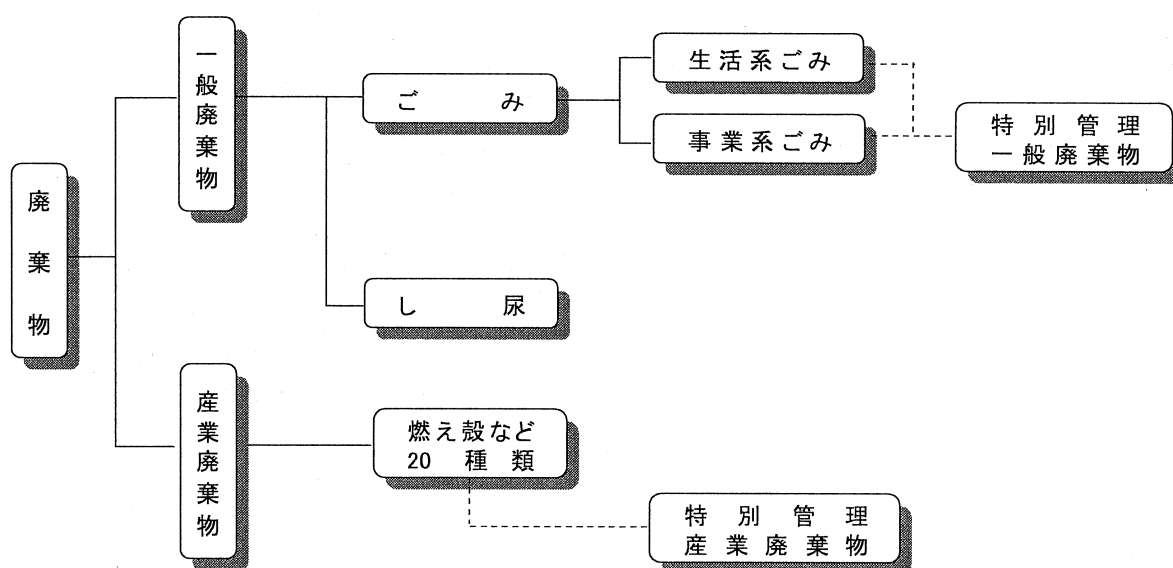 廃棄物
一般廃棄物
ごみ
生活系ごみ
事業系ごみ
特別管理
一般廃棄物
し尿
産業廃棄物
燃え殻など
20種類
特別管理
産業廃棄物